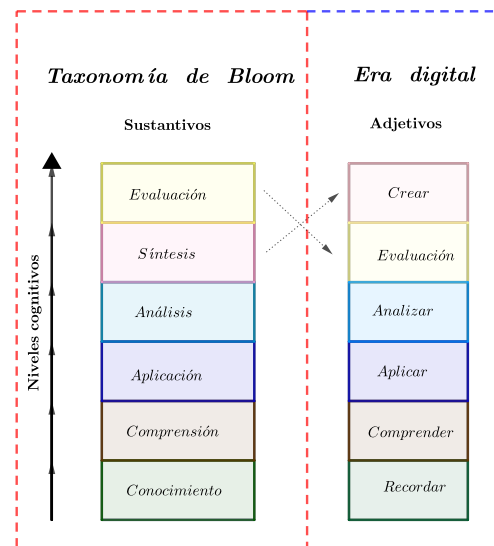 Taxonomía de Bloom
Era digital
Sustantivos
Adjetivos
Niveles cognitivos
Evaluación
Síntesis
Análisis
Aplicación
Comprensión
Conocimiento
Crear
Evaluación
Analizar
Aplicar
Comprender
Recordar